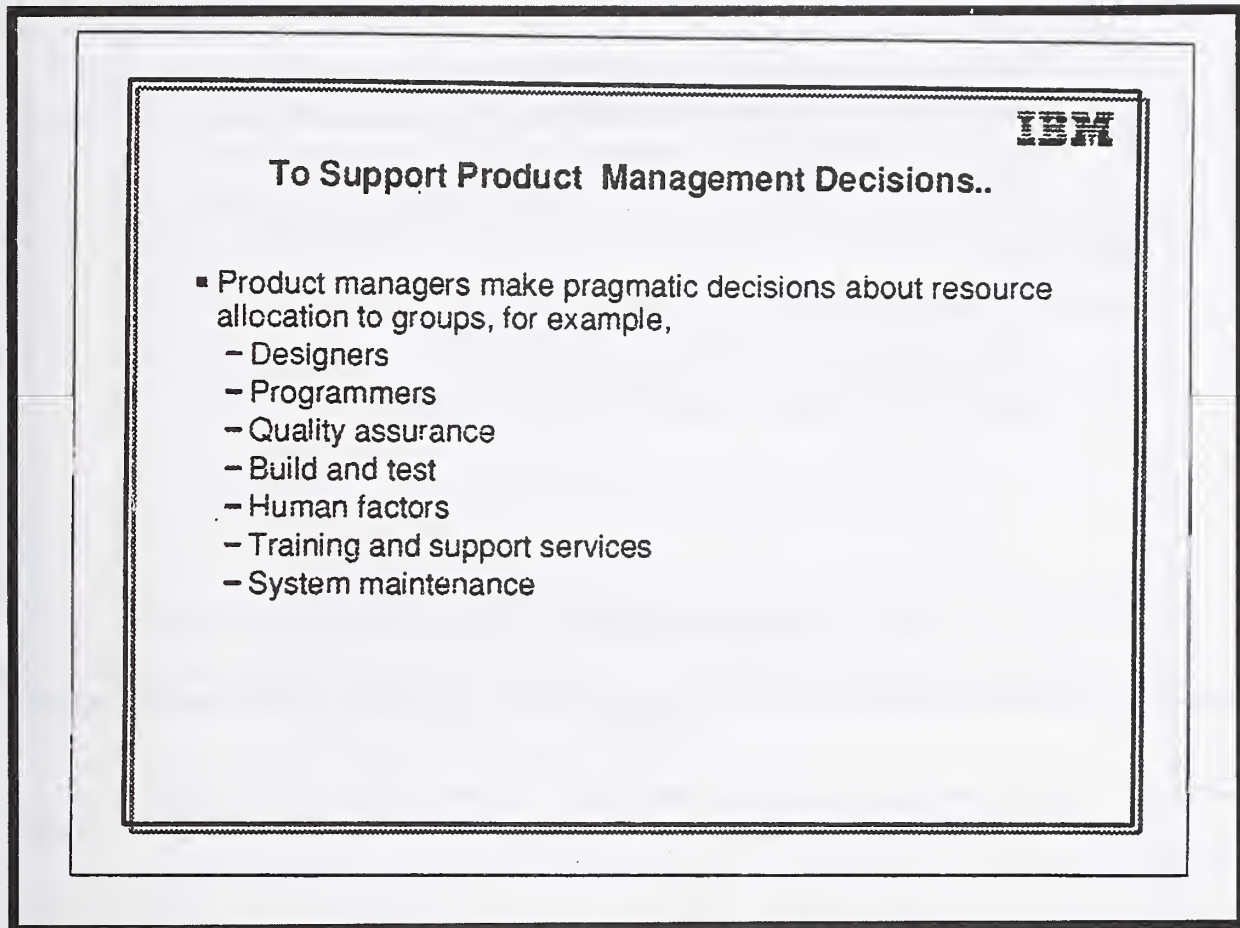 IBM
To Support Product Management Decisions..
▪ Product managers make pragmatic decisions about resource
allocation to groups, for example,
– Designers
– Programmers
– Quality assurance
– Build and test
– Human factors
– Training and support services
– System maintenance